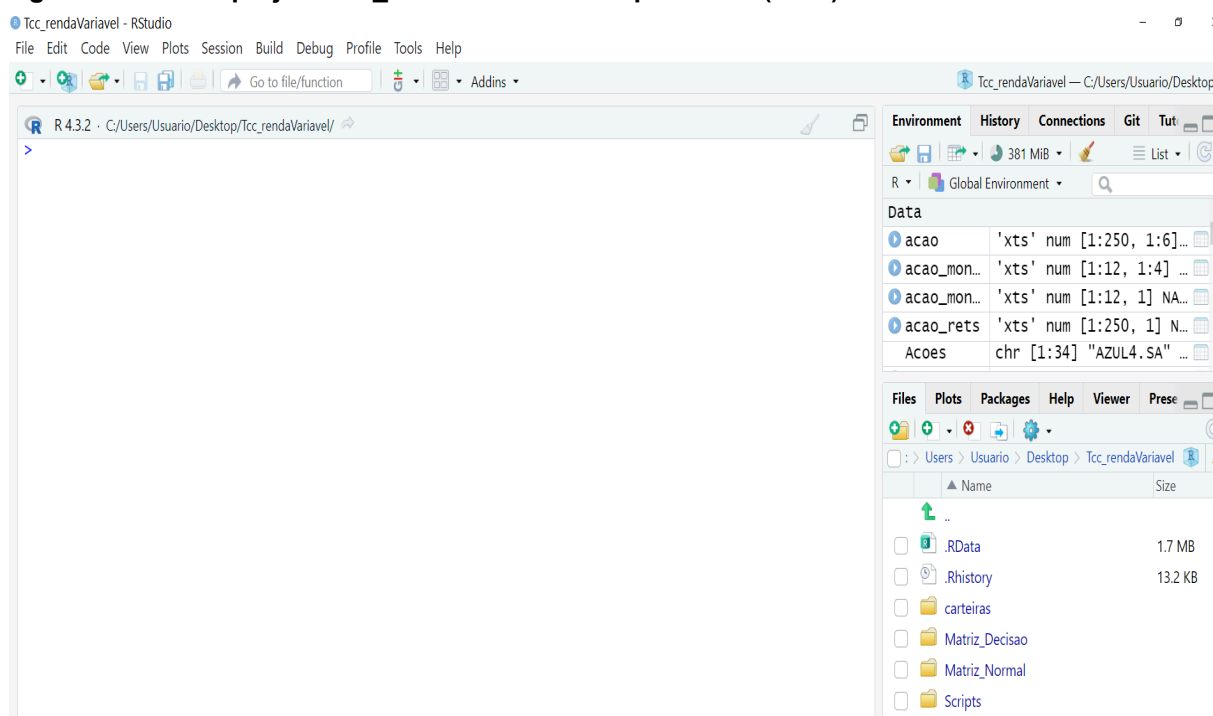 Tcc_rendaVariavel - RStudio
File Edit Code View Plots Session Build Debug Profile Tools Help
Go to file/function Addins Tcc_rendaVariavel — C:/Users/Usuario/Desktop
R 4.3.2 · C:/Users/Usuario/Desktop/Tcc_rendaVariavel/
>
Environment History Connections Git Tut
381 MiB List
R Global Environment
Data
acao 'xts' num [1:250, 1:6]…
acao_mon… 'xts' num [1:12, 1:4] …
acao_mon… 'xts' num [1:12, 1] NA…
acao_rets 'xts' num [1:250, 1] N…
Acoes chr [1:34] "AZUL4.SA" …
Files Plots Packages Help Viewer Prese
: > Users > Usuario > Desktop > Tcc_rendaVariavel
▲ Name Size
..
.RData 1.7 MB
.Rhistory 13.2 KB
carteiras
Matriz_Decisao
Matriz_Normal
Scripts